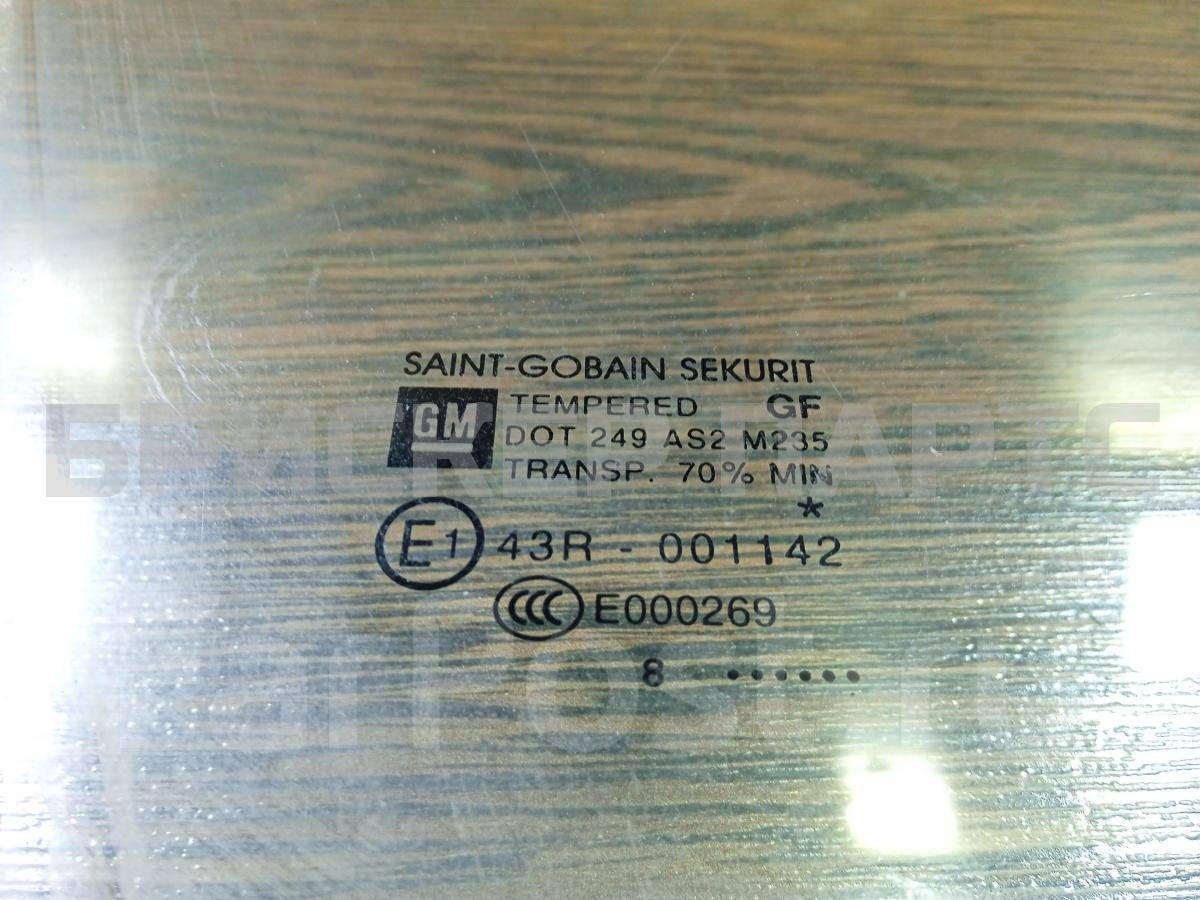 SAINT-GOBAIN SEKURIT
GM
TEMPERED GF
DOT 249 AS2 M235
TRANSP. 70% MIN
*
E1 43R - 001142
CCC E000269
8 ••••••